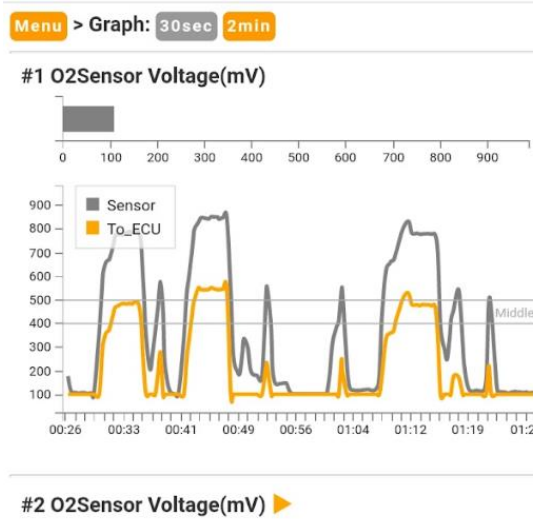 Menu > Graph: 30sec 2min
#1 O2Sensor Voltage(mV)
0 100 200 300 400 500 600 700 800 900
Sensor
To_ECU
900
800
700
600
500
400
300
200
100
Middle
00:26 00:33 00:41 00:49 00:56 01:04 01:12 01:19 01:2
#2 O2Sensor Voltage(mV)